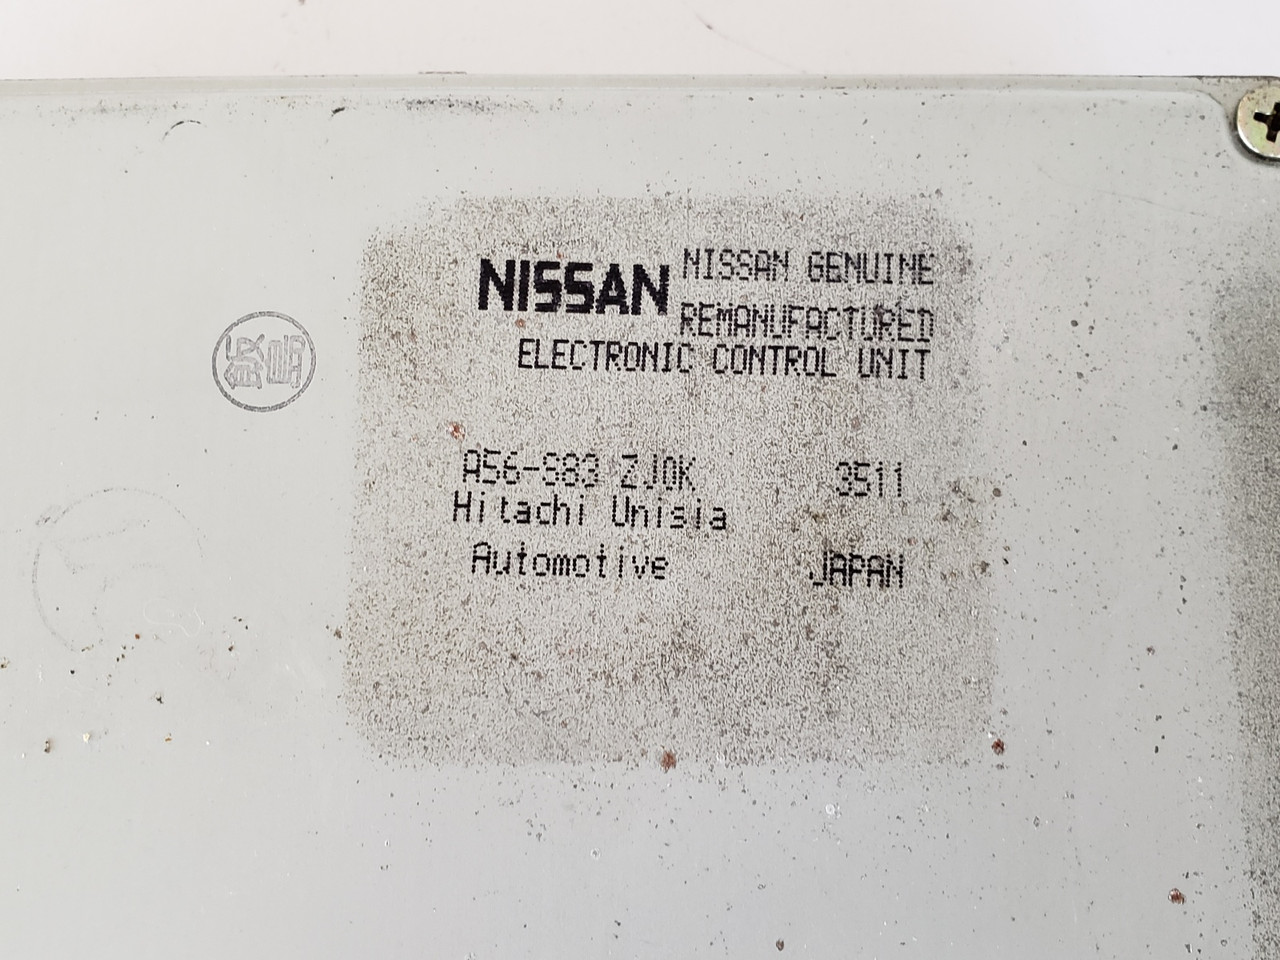 NISSAN NISSAN GENUINE
REMANUFACTURED
ELECTRONIC CONTROL UNIT
A56-S83 ZJ0K 3511
Hitachi Unisia
Automotive JAPAN